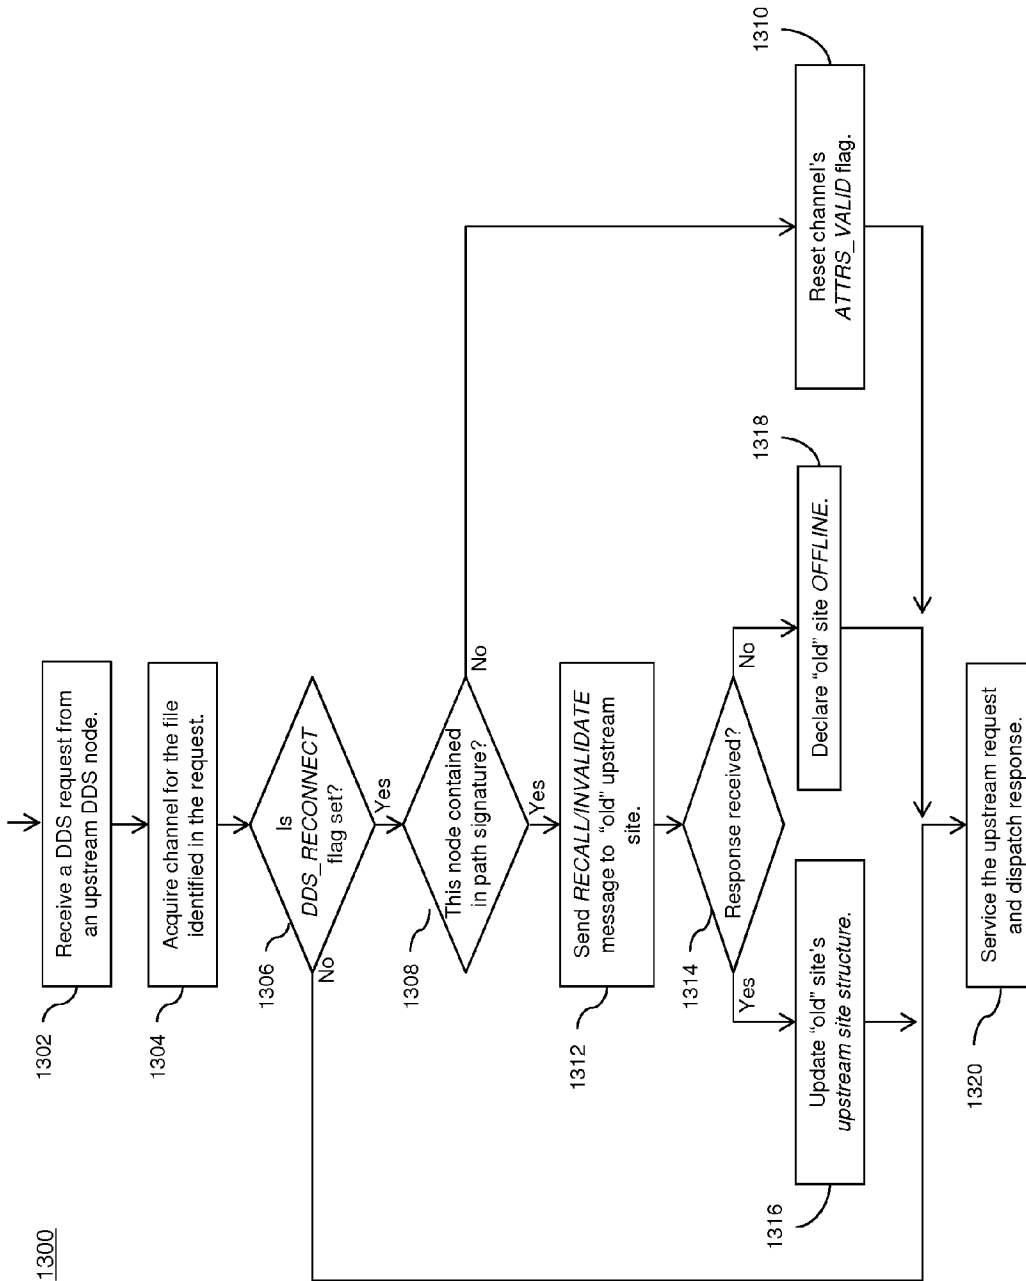 1300
Receive a DDS request from
an upstream DDS node.
1302
Acquire channel for the file
identified in the request.
1304
Is
DDS_RECONNECT
flag set?
1306
No
Yes
This node contained
in path signature?
1308
No
Yes
Send RECALL/INVALIDATE
message to “old” upstream
site.
1312
Response received?
1314
Yes
No
Update “old” site’s
upstream site structure.
1316
Declare “old” site OFFLINE.
1318
Reset channel’s
ATTRS_VALID flag.
1310
Service the upstream request
and dispatch response.
1320